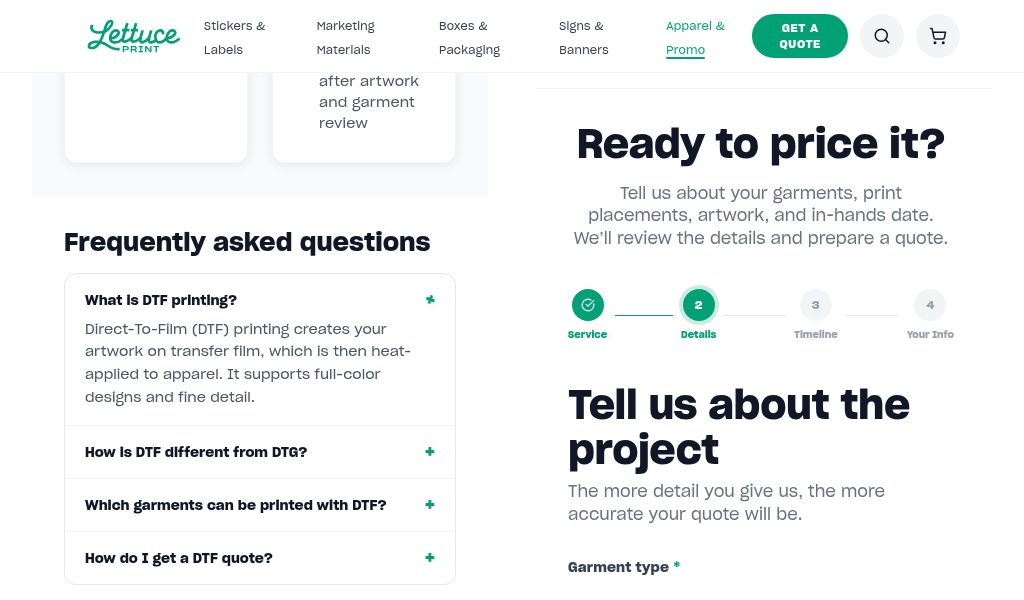 Lettuce
PRINT
Stickers &
Labels
Marketing
Materials
Boxes &
Packaging
Signs &
Banners
Apparel &
Promo
GET A
QUOTE
after artwork
and garment
review
Frequently asked questions
What is DTF printing?
Direct-To-Film (DTF) printing creates your
artwork on transfer film, which is then heat-
applied to apparel. It supports full-color
designs and fine detail.
How is DTF different from DTG?
Which garments can be printed with DTF?
How do I get a DTF quote?
Ready to price it?
Tell us about your garments, print
placements, artwork, and in-hands date.
We’ll review the details and prepare a quote.
2
3
4
Service
Details
Timeline
Your Info
Tell us about the
project
The more detail you give us, the more
accurate your quote will be.
Garment type *